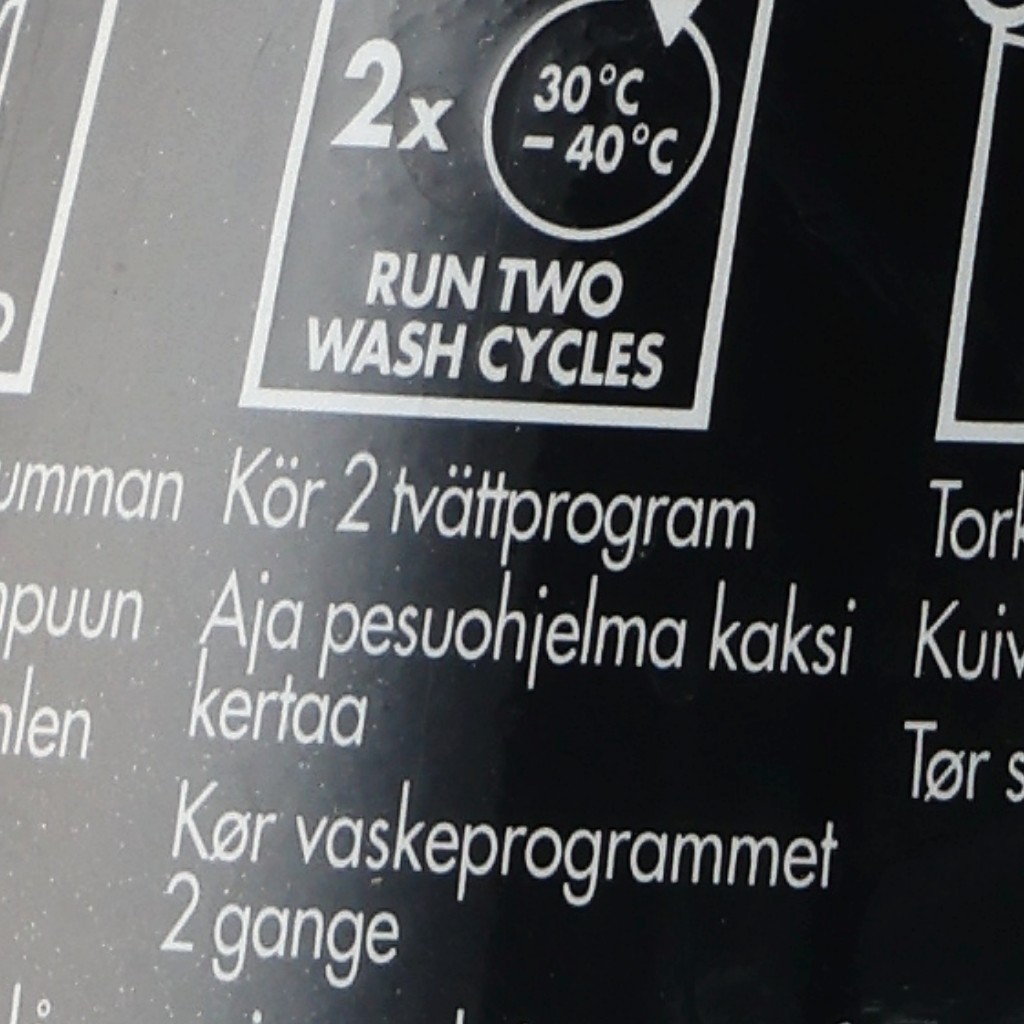 2x
30°C
– 40°C
RUN TWO
WASH CYCLES
Kör 2 tvättprogram
Aja pesuohjelma kaksi
kertaa
Kør vaskeprogrammet
2 gange